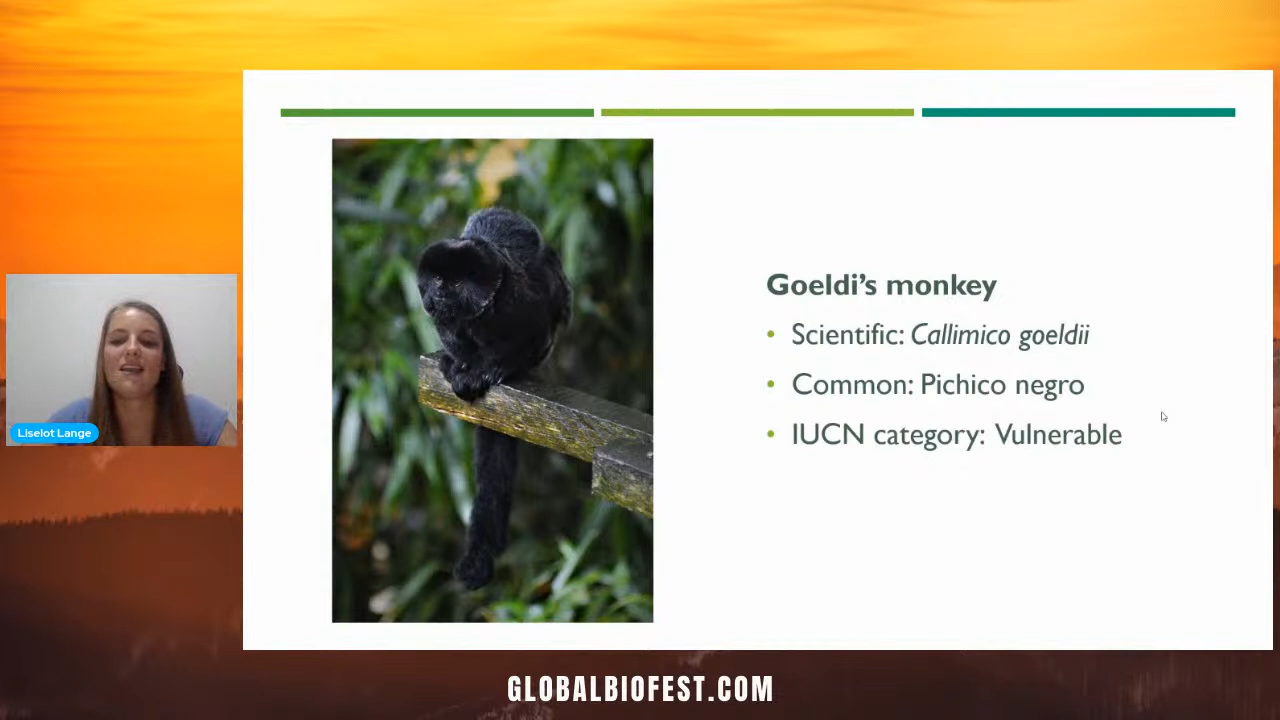 Goeldi's monkey
• Scientific: Callimico goeldii
• Common: Pichico negro
• IUCN category: Vulnerable
Liselot Lange
GLOBALBIOFEST.COM